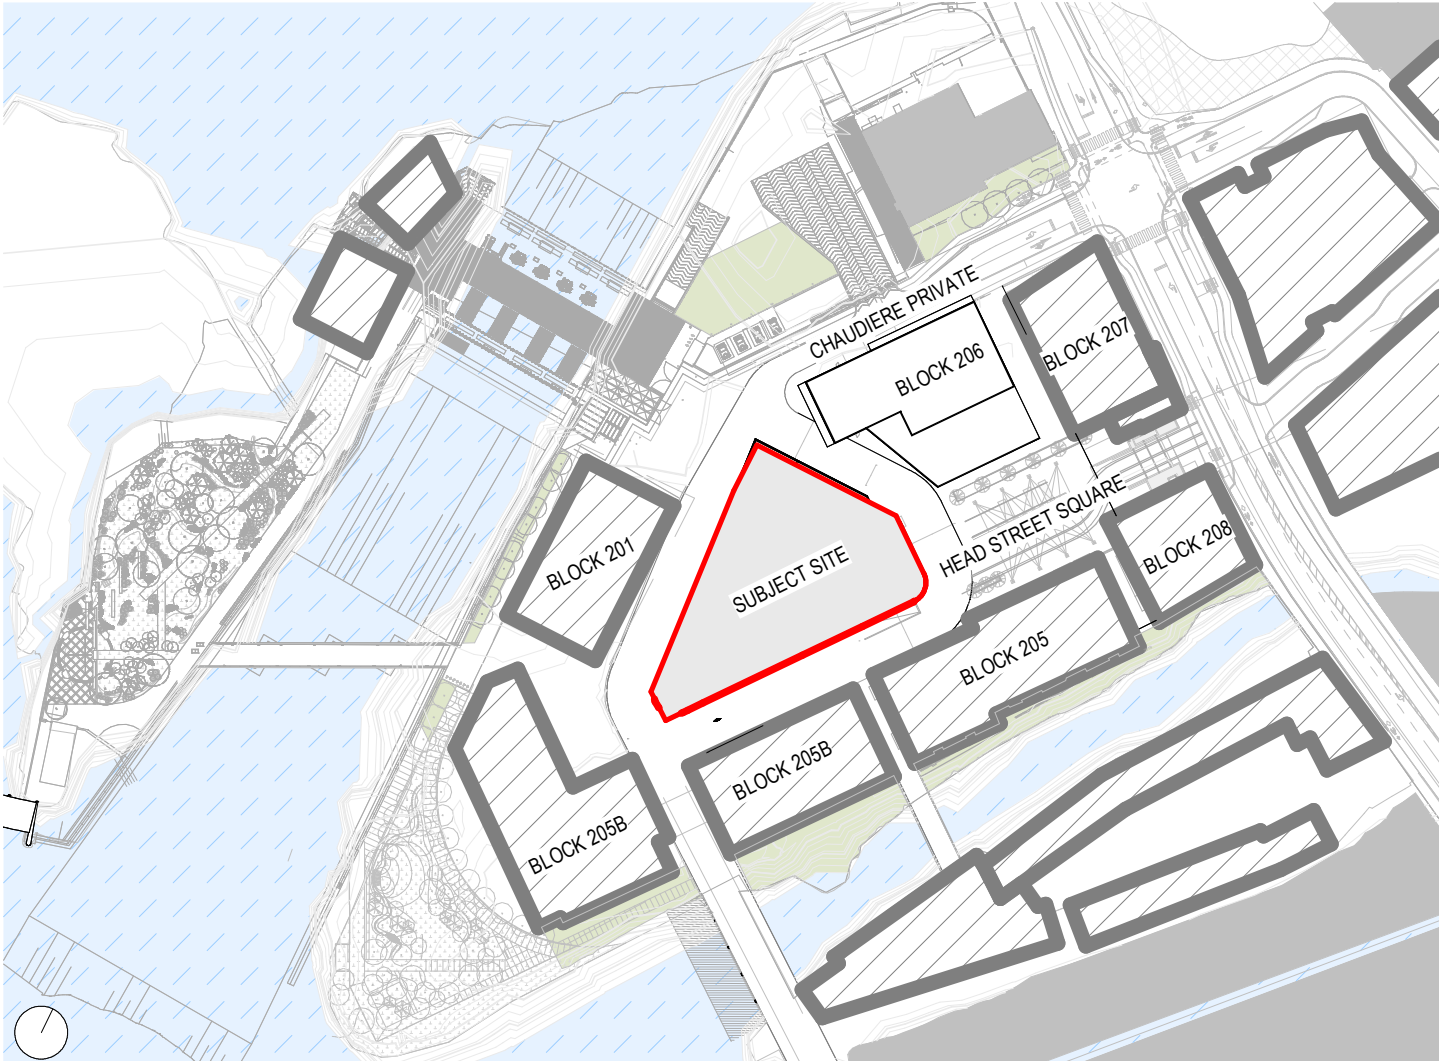 CHAUDIERE PRIVATE
BLOCK 207
BLOCK 206
HEAD STREET SQUARE
BLOCK 208
BLOCK 201
SUBJECT SITE
BLOCK 205
BLOCK 205B
BLOCK 205B